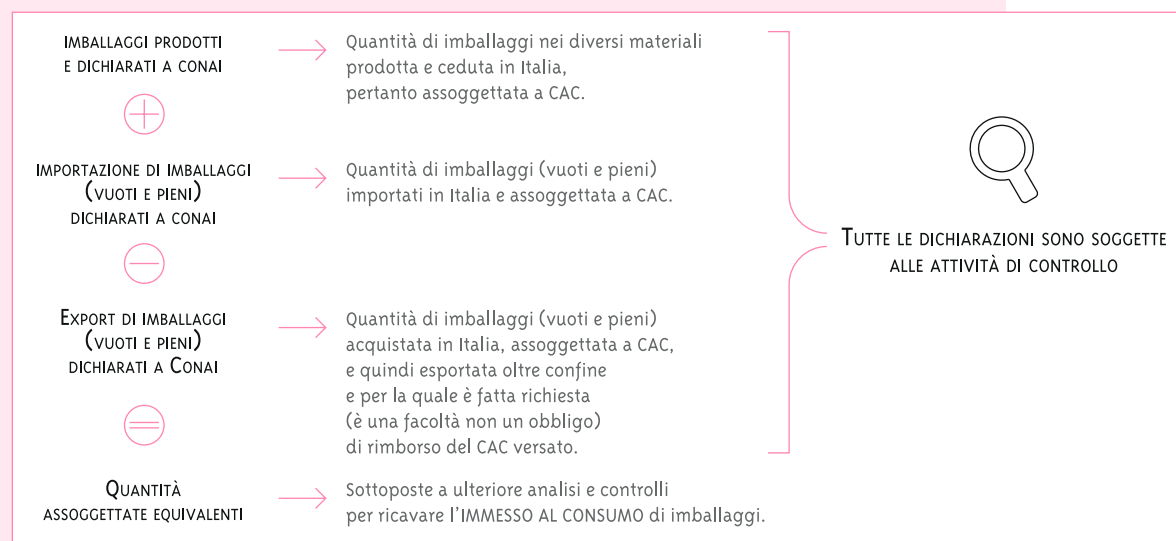 IMBALLAGGI PRODOTTI
E DICHIARATI A CONAI
Quantità di imballaggi nei diversi materiali
prodotta e ceduta in Italia,
pertanto assoggettata a CAC.
IMPORTAZIONE DI IMBALLAGGI
(VUOTI E PIENI)
DICHIARATI A CONAI
Quantità di imballaggi (vuoti e pieni)
importati in Italia e assoggettata a CAC.
EXPORT DI IMBALLAGGI
(VUOTI E PIENI)
DICHIARATI A CONAI
Quantità di imballaggi (vuoti e pieni)
acquistata in Italia, assoggettata a CAC,
e quindi esportata oltre confine
e per la quale è fatta richiesta
(è una facoltà non un obbligo)
di rimborso del CAC versato.
QUANTITÀ
ASSOGGETTATE EQUIVALENTI
Sottoposte a ulteriore analisi e controlli
per ricavare l'IMMESSO AL CONSUMO di imballaggi.
TUTTE LE DICHIARAZIONI SONO SOGGETTE
ALLE ATTIVITÀ DI CONTROLLO